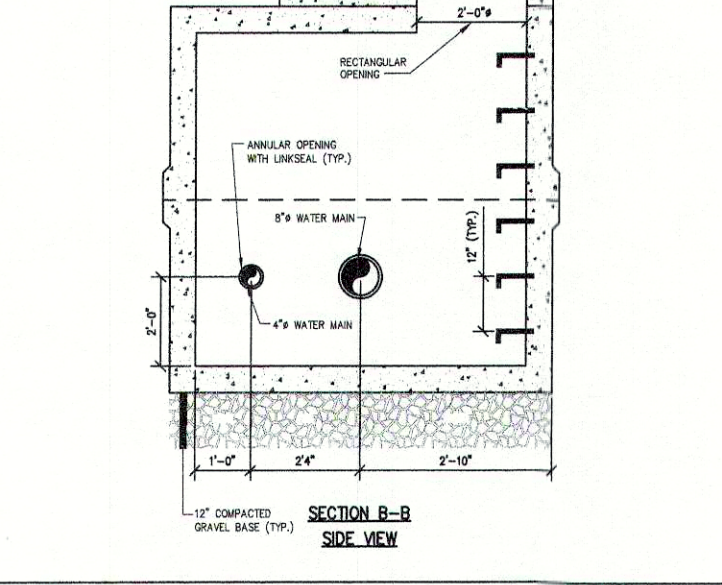 2'-0"ø
RECTANGULAR
OPENING
ANNULAR OPENING
WITH LINKSEAL (TYP.)
8"ø WATER MAIN
12" (TYP.)
2'-0"
4"ø WATER MAIN
1'-0"
2'4"
2'-10"
12" COMPACTED
GRAVEL BASE (TYP.)
SECTION B-B
SIDE VIEW